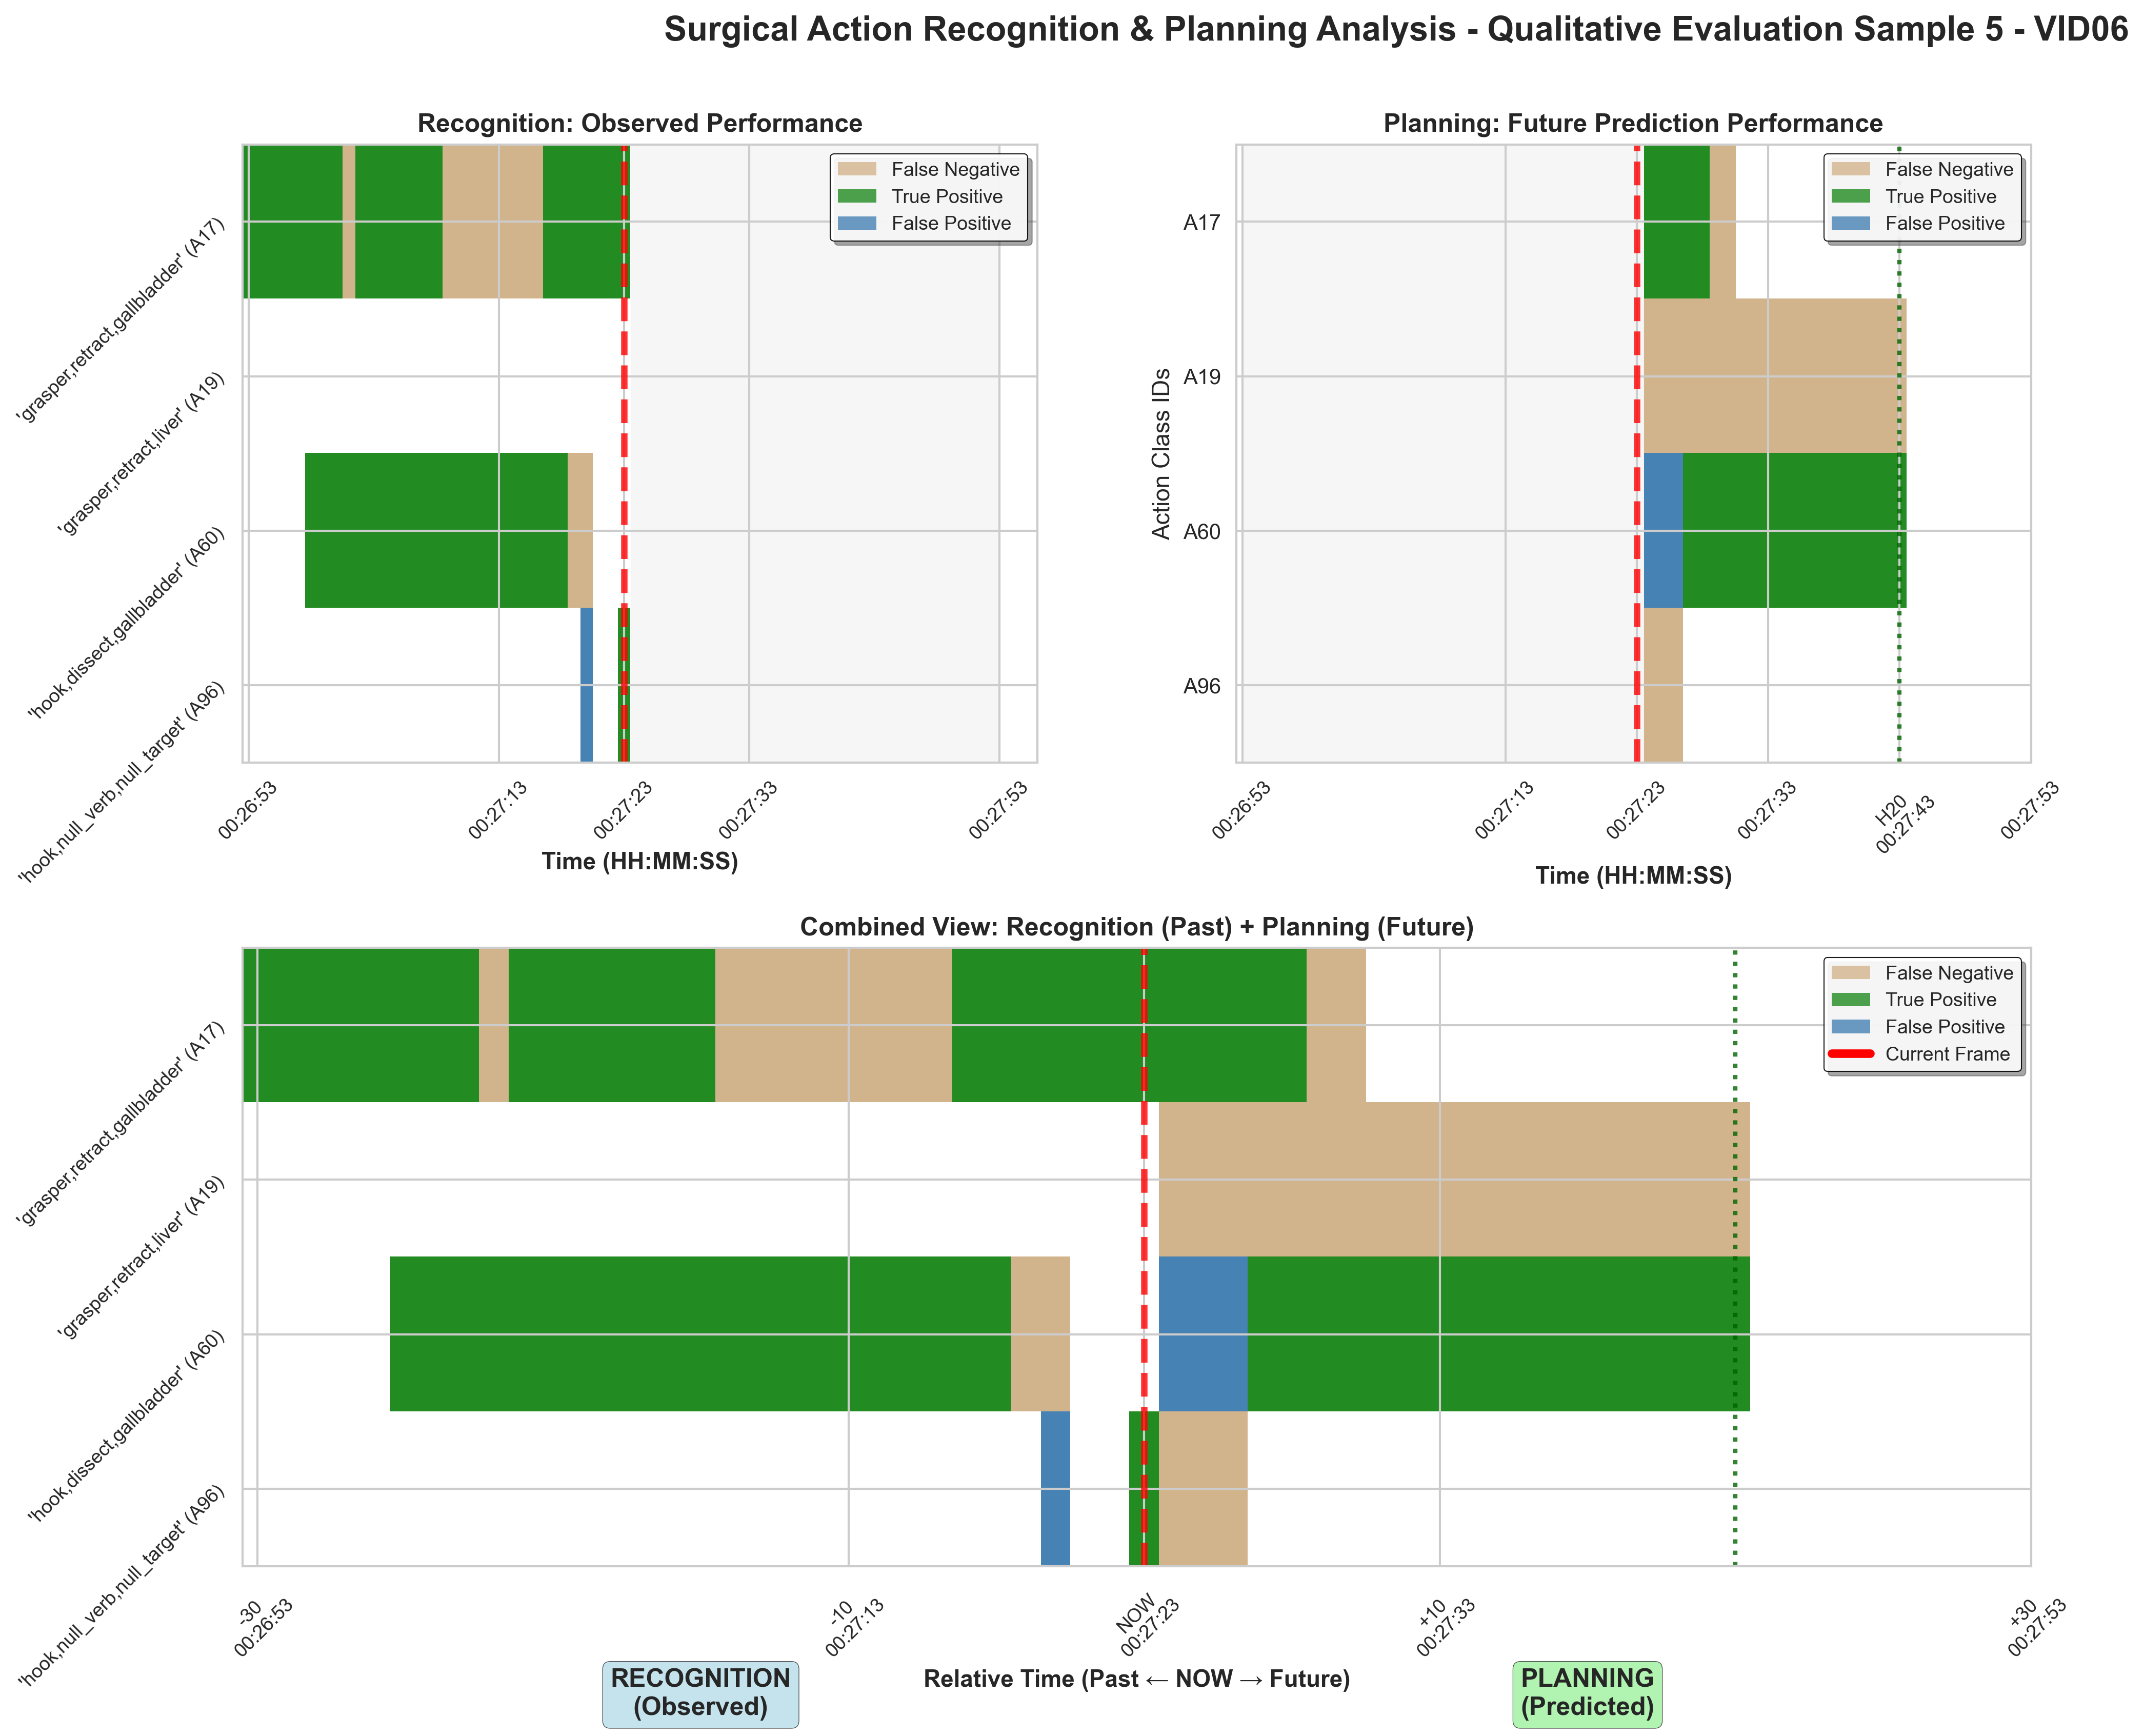 Surgical Action Recognition & Planning Analysis - Qualitative Evaluation Sample 5 - VID06
Recognition: Observed Performance
False Negative
True Positive
False Positive
'grasper,retract,gallbladder' (A17)
'grasper,retract,liver' (A19)
'hook,dissect,gallbladder' (A60)
'hook,null_verb,null_target' (A96)
00:26:53
00:27:13
00:27:23
00:27:33
00:27:53
Time (HH:MM:SS)
Planning: Future Prediction Performance
False Negative
True Positive
False Positive
Action Class IDs
A17
A19
A60
A96
00:26:53
00:27:13
00:27:23
00:27:33
H20
00:27:43
00:27:53
Time (HH:MM:SS)
Combined View: Recognition (Past) + Planning (Future)
False Negative
True Positive
False Positive
Current Frame
'grasper,retract,gallbladder' (A17)
'grasper,retract,liver' (A19)
'hook,dissect,gallbladder' (A60)
'hook,null_verb,null_target' (A96)
-30
00:26:53
-10
00:27:13
NOW
00:27:23
+10
00:27:33
+30
00:27:53
RECOGNITION
(Observed)
Relative Time (Past ← NOW → Future)
PLANNING
(Predicted)